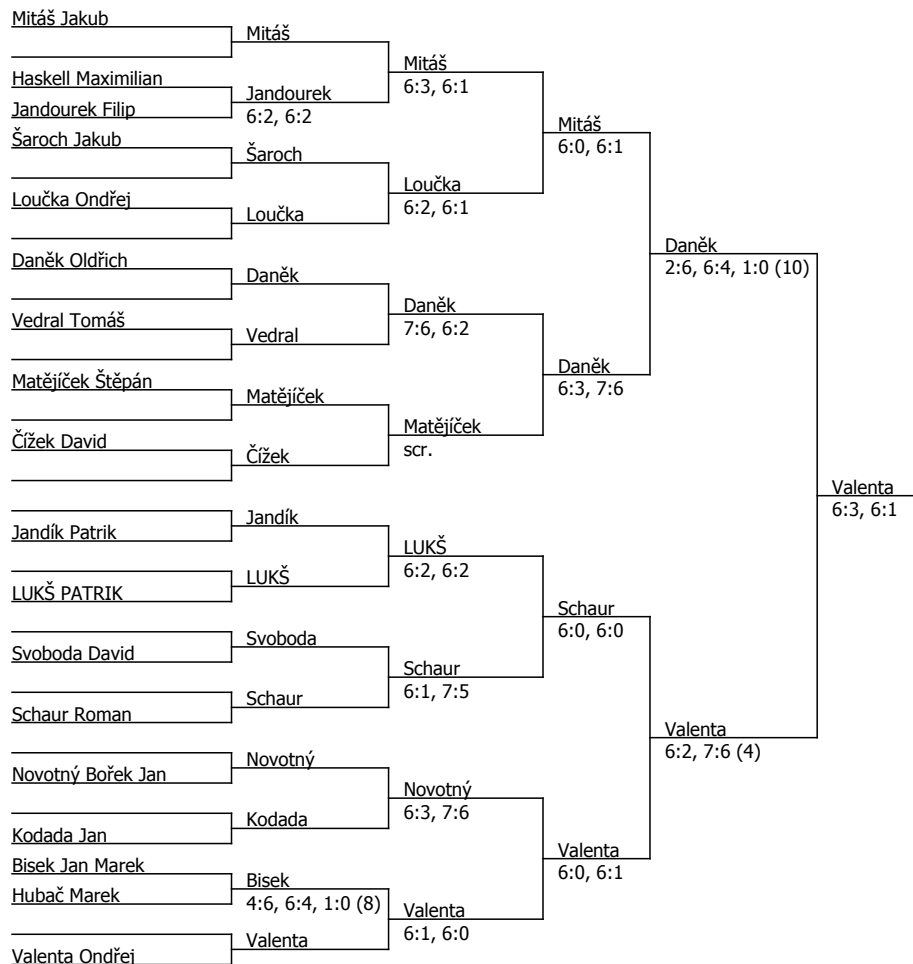 Mitáš Jakub
Mitáš
Haskell Maximilian
Mitáš
6:3, 6:1
Jandourek Filip
Jandourek
6:2, 6:2
Mitáš
6:0, 6:1
Šaroch Jakub
Šaroch
Loučka
6:2, 6:1
Loučka Ondřej
Loučka
Daněk
2:6, 6:4, 1:0 (10)
Daněk Oldřich
Daněk
Daněk
7:6, 6:2
Vedral Tomáš
Vedral
Daněk
6:3, 7:6
Matějíček Štěpán
Matějíček
Matějíček
scr.
Čížek David
Čížek
Valenta
6:3, 6:1
Jandík Patrik
Jandík
LUKŠ
6:2, 6:2
LUKŠ PATRIK
LUKŠ
Schaur
6:0, 6:0
Svoboda David
Svoboda
Schaur
6:1, 7:5
Schaur Roman
Schaur
Valenta
6:2, 7:6 (4)
Novotný Bořek Jan
Novotný
Novotný
6:3, 7:6
Kodada Jan
Kodada
Valenta
6:0, 6:1
Bisek Jan Marek
Hubač Marek
Bisek
4:6, 6:4, 1:0 (8)
Valenta
6:1, 6:0
Valenta Ondřej
Valenta